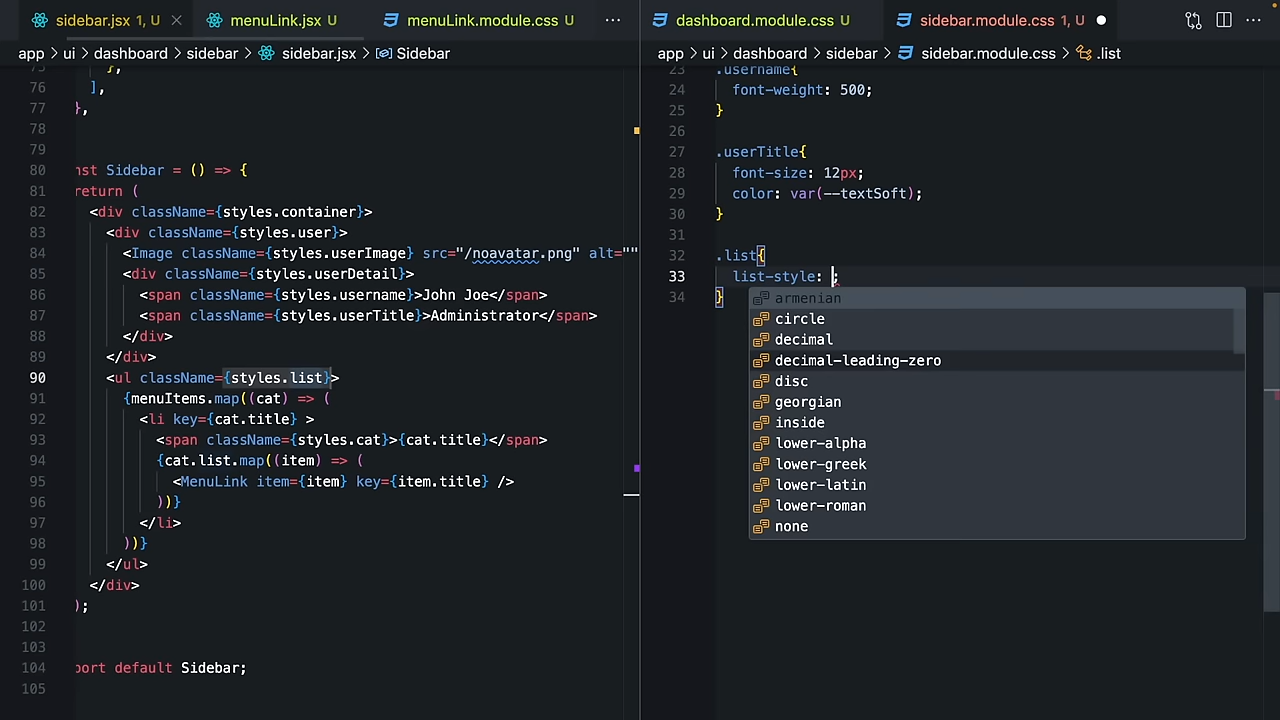 sidebar.jsx 1, U
menuLink.jsx U
menuLink.module.css U
...
app > ui > dashboard > sidebar > sidebar.jsx > Sidebar
75 },
76 ],
77 },
78
79
80 nst Sidebar = () => {
81 return (
82 <div className={styles.container}>
83 <div className={styles.user}>
84 <Image className={styles.userImage} src="/noavatar.png" alt=""
85 <div className={styles.userDetail}>
86 <span className={styles.username}>John Joe</span>
87 <span className={styles.userTitle}>Administrator</span>
88 </div>
89 </div>
90 <ul className={styles.list}>
91 {menuItems.map((cat) => (
92 <li key={cat.title} >
93 <span className={styles.cat}>{cat.title}</span>
94 {cat.list.map((item) => (
95 <MenuLink item={item} key={item.title} />
96 ))}
97 </li>
98 ))}
99 </ul>
100 </div>
101 );
102
103
104 port default Sidebar;
105
dashboard.module.css U
sidebar.module.css 1, U
...
app > ui > dashboard > sidebar > sidebar.module.css > .list
23 .username{
24 font-weight: 500;
25 }
26
27 .userTitle{
28 font-size: 12px;
29 color: var(--textSoft);
30 }
31
32 .list{
33 list-style: ;
34 }
armenian
circle
decimal
decimal-leading-zero
disc
georgian
inside
lower-alpha
lower-greek
lower-latin
lower-roman
none